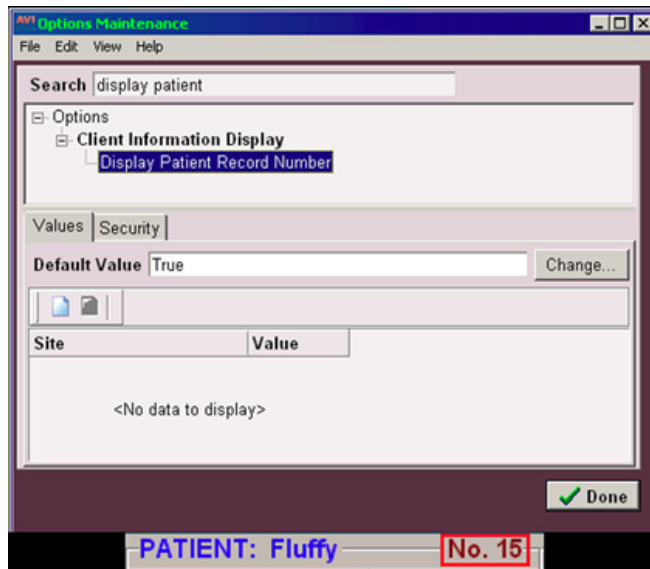 AVI Options Maintenance
File Edit View Help
Search display patient
Options
Client Information Display
Display Patient Record Number
Values Security
Default Value True Change...
Site Value
<No data to display>
Done
PATIENT: Fluffy No. 15